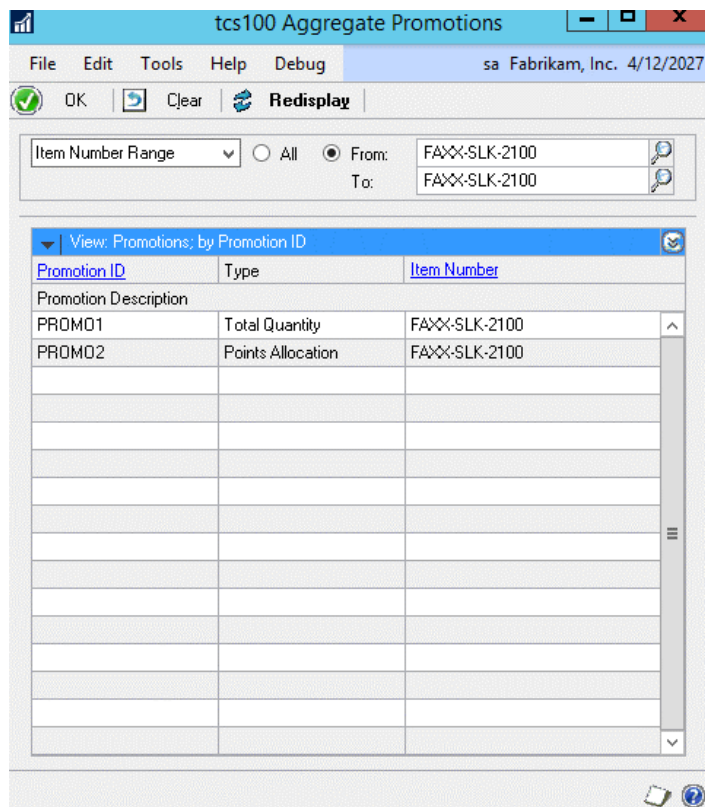 tcs100 Aggregate Promotions
File Edit Tools Help Debug sa Fabrikam, Inc. 4/12/2027
OK Clear Redisplay
Item Number Range All From: FAXX-SLK-2100
To: FAXX-SLK-2100
View: Promotions; by Promotion ID
Promotion ID Type Item Number
Promotion Description
PROMO1 Total Quantity FAXX-SLK-2100
PROMO2 Points Allocation FAXX-SLK-2100